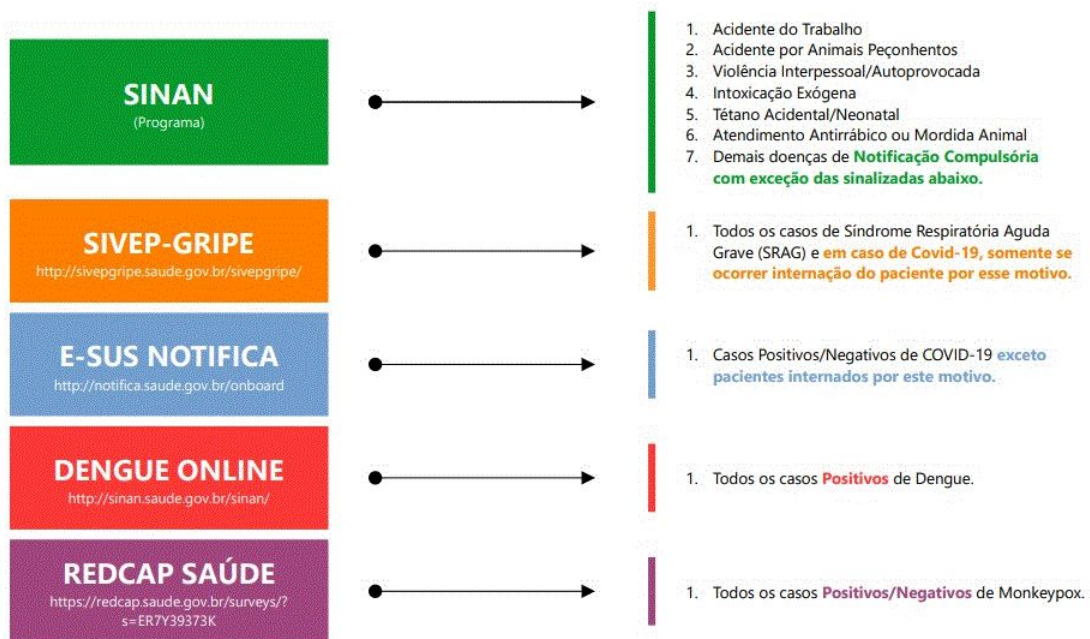 SINAN
(Programa)
1. Acidente do Trabalho
2. Acidente por Animais Peçonhentos
3. Violência Interpessoal/Autoprovocada
4. Intoxicação Exógena
5. Tétano Acidental/Neonatal
6. Atendimento Antirrábico ou Mordida Animal
7. Demais doenças de Notificação Compulsória
com exceção das sinalizadas abaixo.
SIVEP-GRIPE
http://sivepgripe.saude.gov.br/sivepgripe/
1. Todos os casos de Síndrome Respiratória Aguda
Grave (SRAG) e em caso de Covid-19, somente se
ocorrer internação do paciente por esse motivo.
E-SUS NOTIFICA
http://notifica.saude.gov.br/onboard
1. Casos Positivos/Negativos de COVID-19 exceto
pacientes internados por este motivo.
DENGUE ONLINE
http://sinan.saude.gov.br/sinan/
1. Todos os casos Positivos de Dengue.
REDCAP SAÚDE
https://redcap.saude.gov.br/surveys/?
s=ER7Y39373K
1. Todos os casos Positivos/Negativos de Monkeypox.